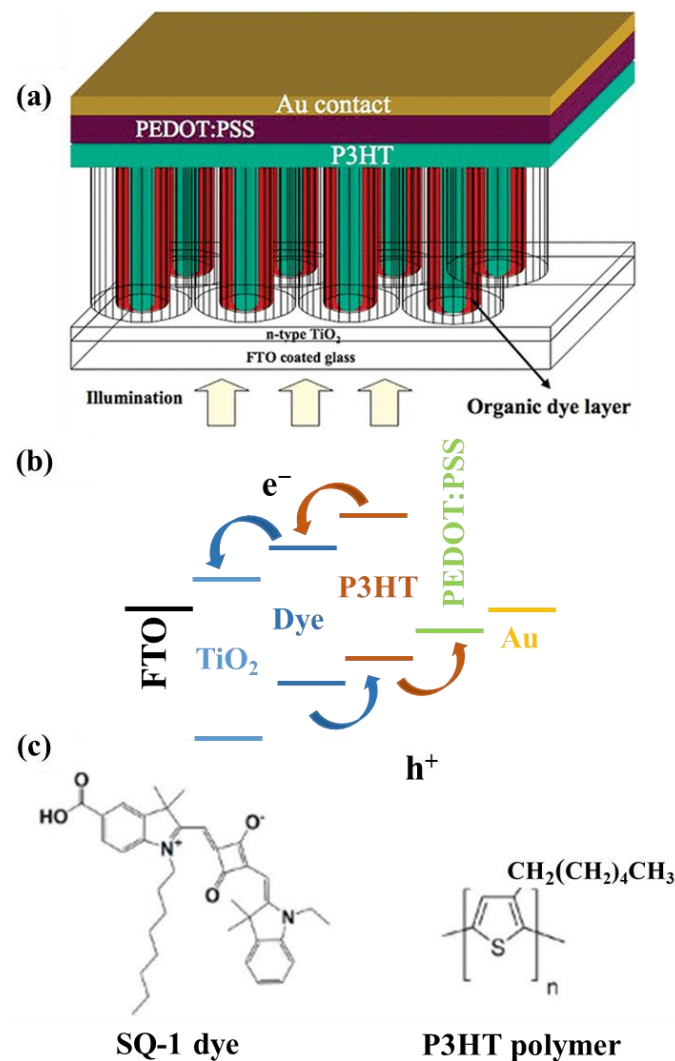 (a)
Au contact
PEDOT:PSS
P3HT
n-type TiO₂
FTO coated glass
Illumination
Organic dye layer
(b)
e⁻
PEDOT:PSS
P3HT
Dye
FTO
TiO₂
Au
h⁺
(c)
O
HO
N⁺
O⁻
O
N
CH₂(CH₂)₄CH₃
S
n
SQ-1 dye
P3HT polymer